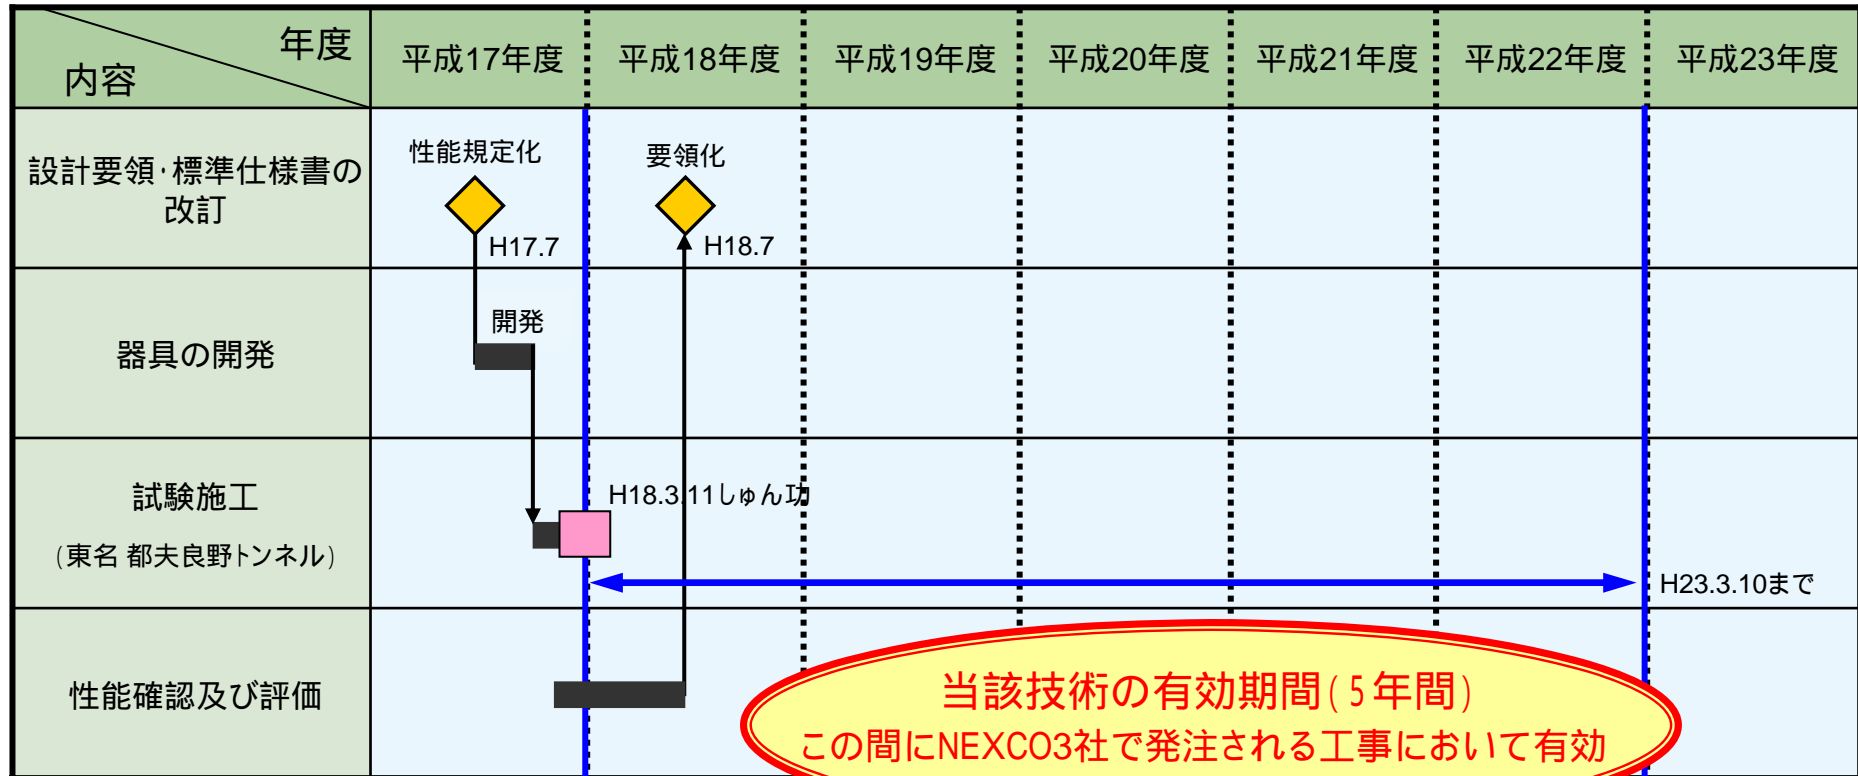 年度
内容
平成17年度
平成18年度
平成19年度
平成20年度
平成21年度
平成22年度
平成23年度
設計要領・標準仕様書の
改訂
性能規定化
要領化
H17.7
H18.7
器具の開発
開発
試験施工
(東名 都夫良野トンネル)
H18.3.11しゅん功
H23.3.10まで
性能確認及び評価
当該技術の有効期間(5年間)
この間にNEXCO3社で発注される工事において有効